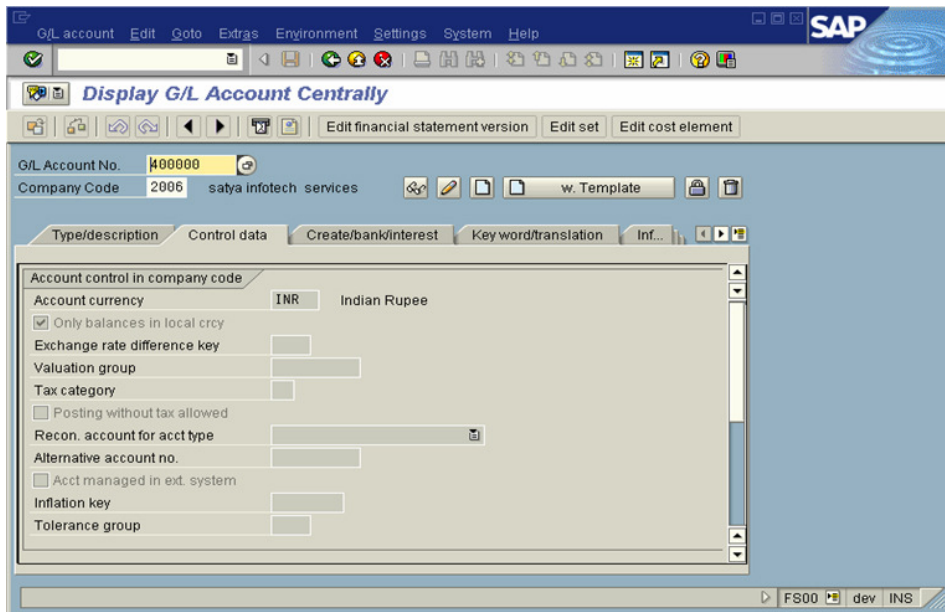 G/L account Edit Goto Extras Environment Settings System Help
SAP
Display G/L Account Centrally
Edit financial statement version Edit set Edit cost element
G/L Account No. 400000
Company Code 2006 satya infotech services w. Template
Type/description Control data Create/bank/interest Key word/translation Inf...
Account control in company code
Account currency INR Indian Rupee
Only balances in local crcy
Exchange rate difference key
Valuation group
Tax category
Posting without tax allowed
Recon. account for acct type
Alternative account no.
Acct managed in ext. system
Inflation key
Tolerance group
FS00 dev INS